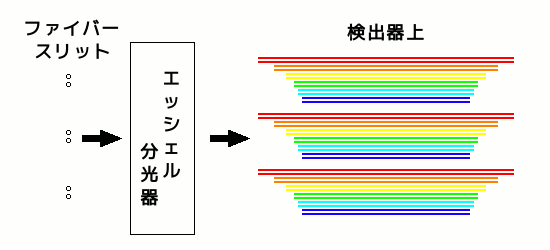 ファイバー
スリット
エッシェル
分光器
検出器上